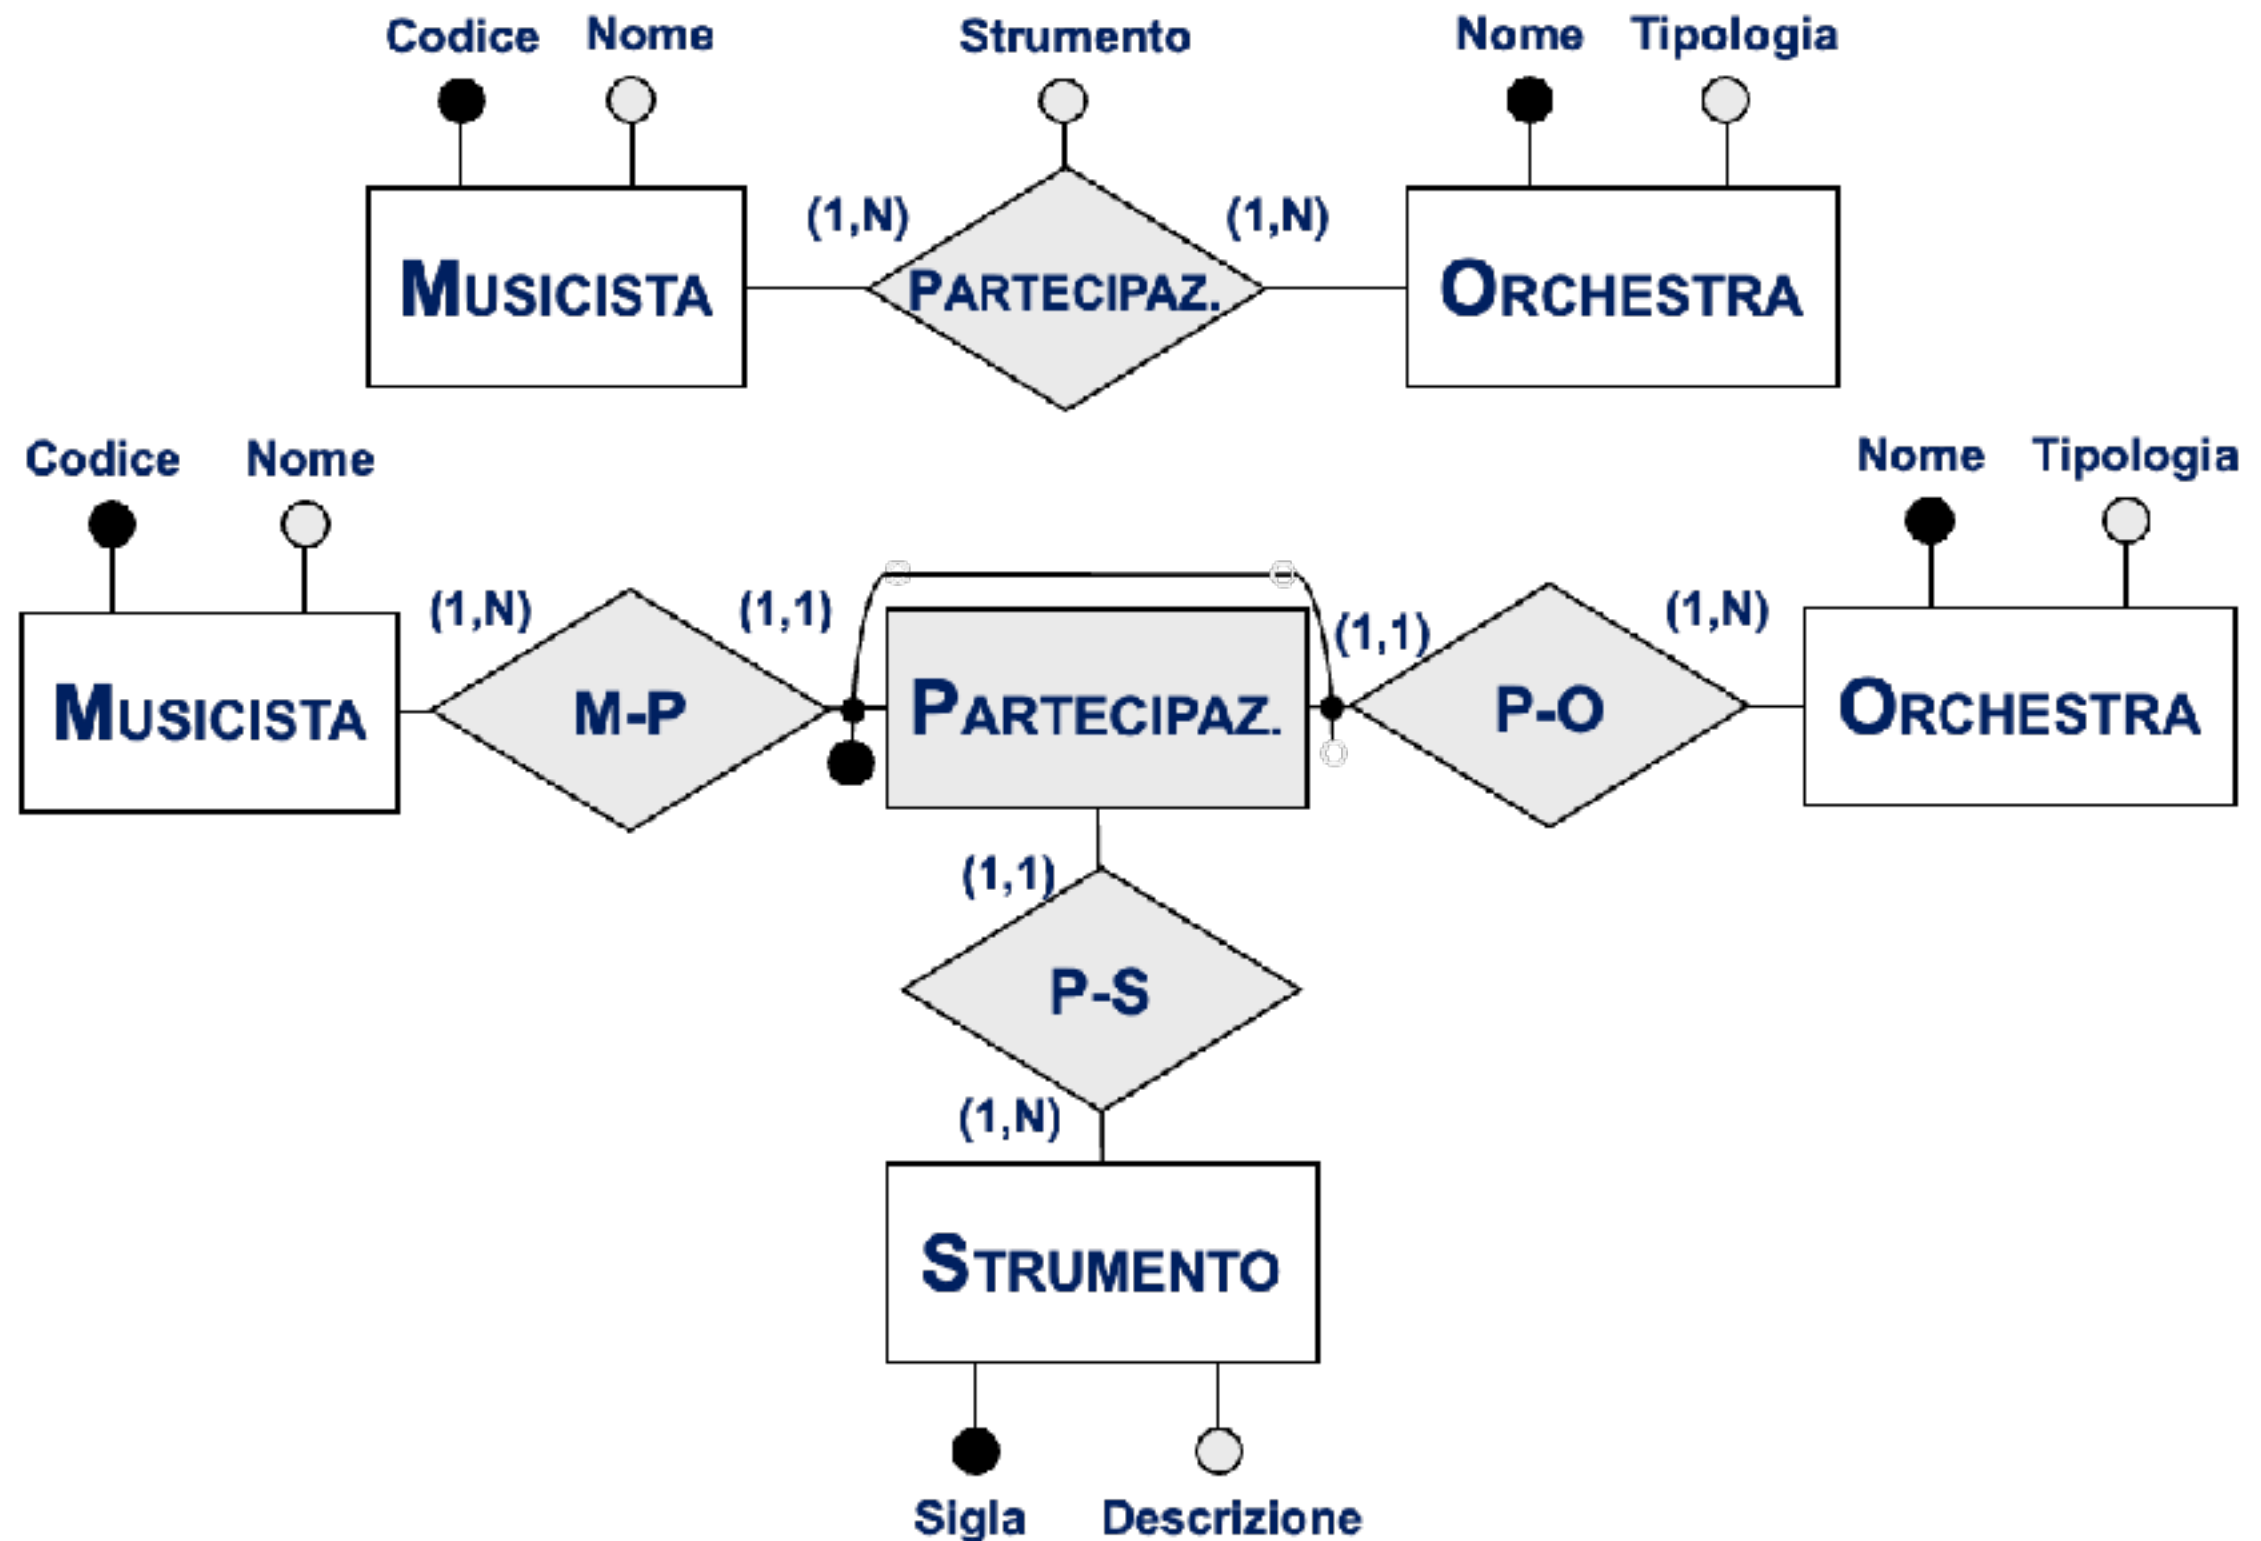 Codice Nome Strumento Nome Tipologia
(1,N) (1,N)
MUSICISTA PARTECIPAZ. ORCHESTRA
Codice Nome Nome Tipologia
(1,N) (1,1) (1,1) (1,N)
MUSICISTA M-P PARTECIPAZ. P-O ORCHESTRA
(1,1)
P-S
(1,N)
STRUMENTO
Sigla Descrizione